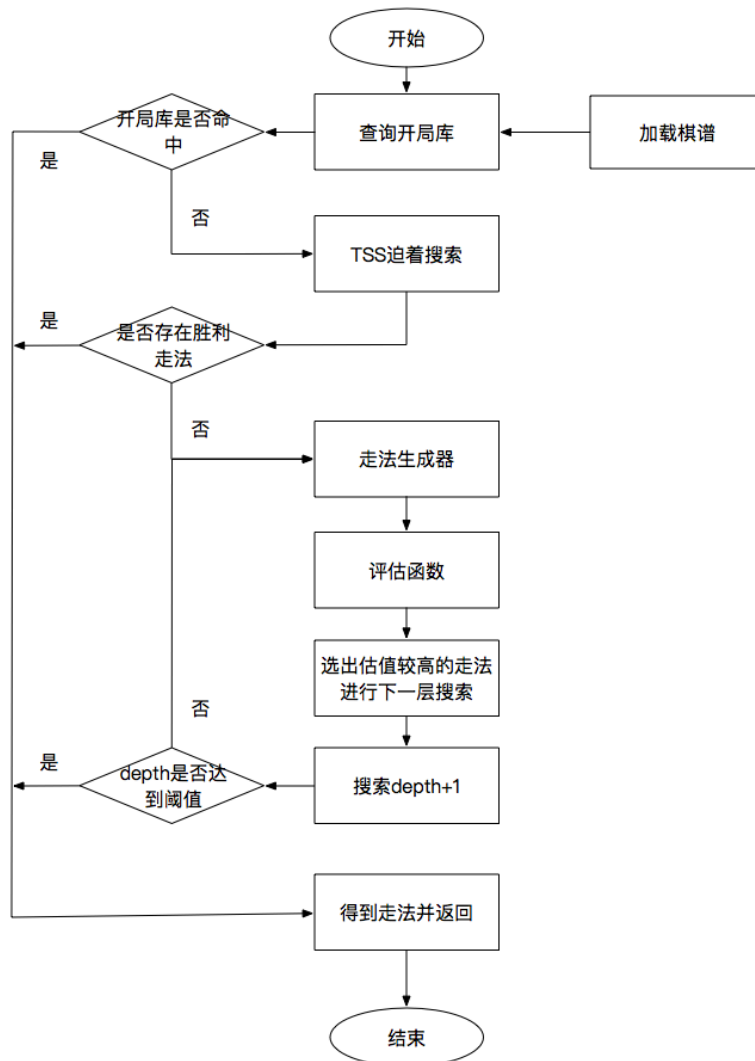 开始
开局库是否命
中
查询开局库
加载棋谱
是
否
TSS迫着搜索
是
是否存在胜利
走法
否
走法生成器
评估函数
选出估值较高的走法
进行下一层搜索
否
是
depth是否达
到阈值
搜索depth+1
得到走法并返回
结束